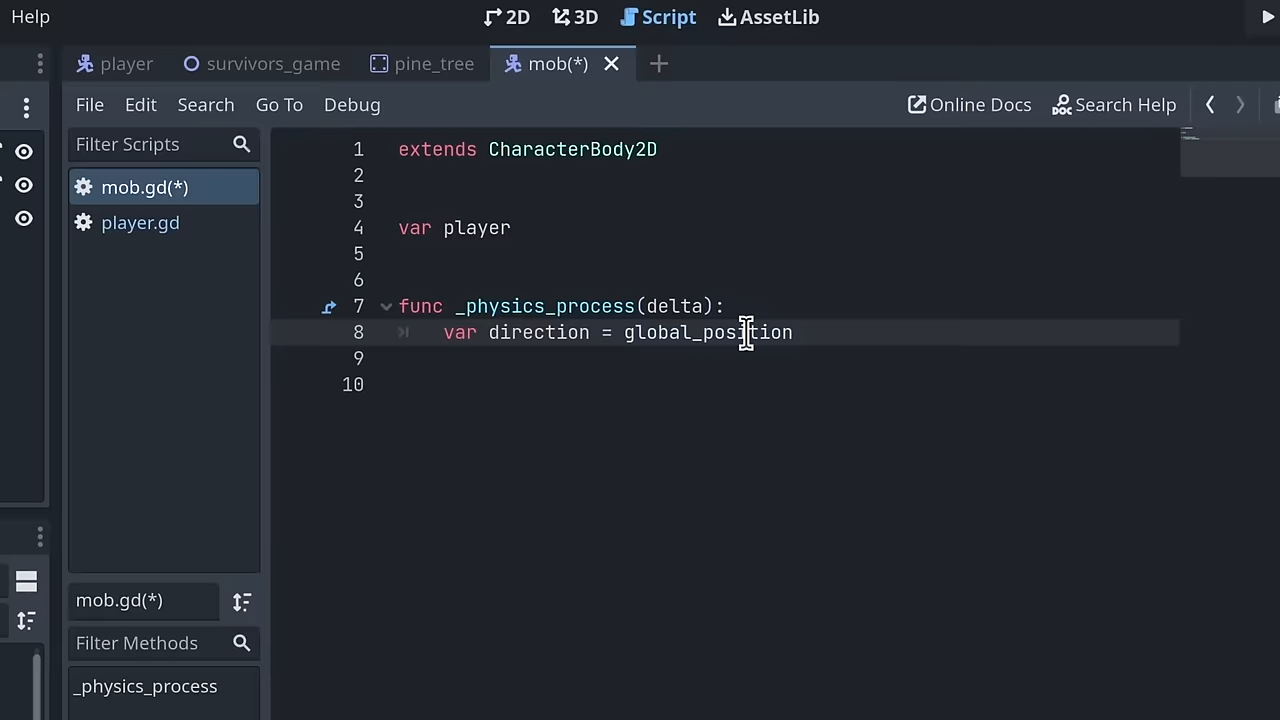 Help
2D 3D Script AssetLib
player survivors_game pine_tree mob(*)
File Edit Search Go To Debug Online Docs Search Help
Filter Scripts
mob.gd(*)
player.gd
1 extends CharacterBody2D
2
3
4 var player
5
6
7 func _physics_process(delta):
8 var direction = global_position
9
10
mob.gd(*)
Filter Methods
_physics_process